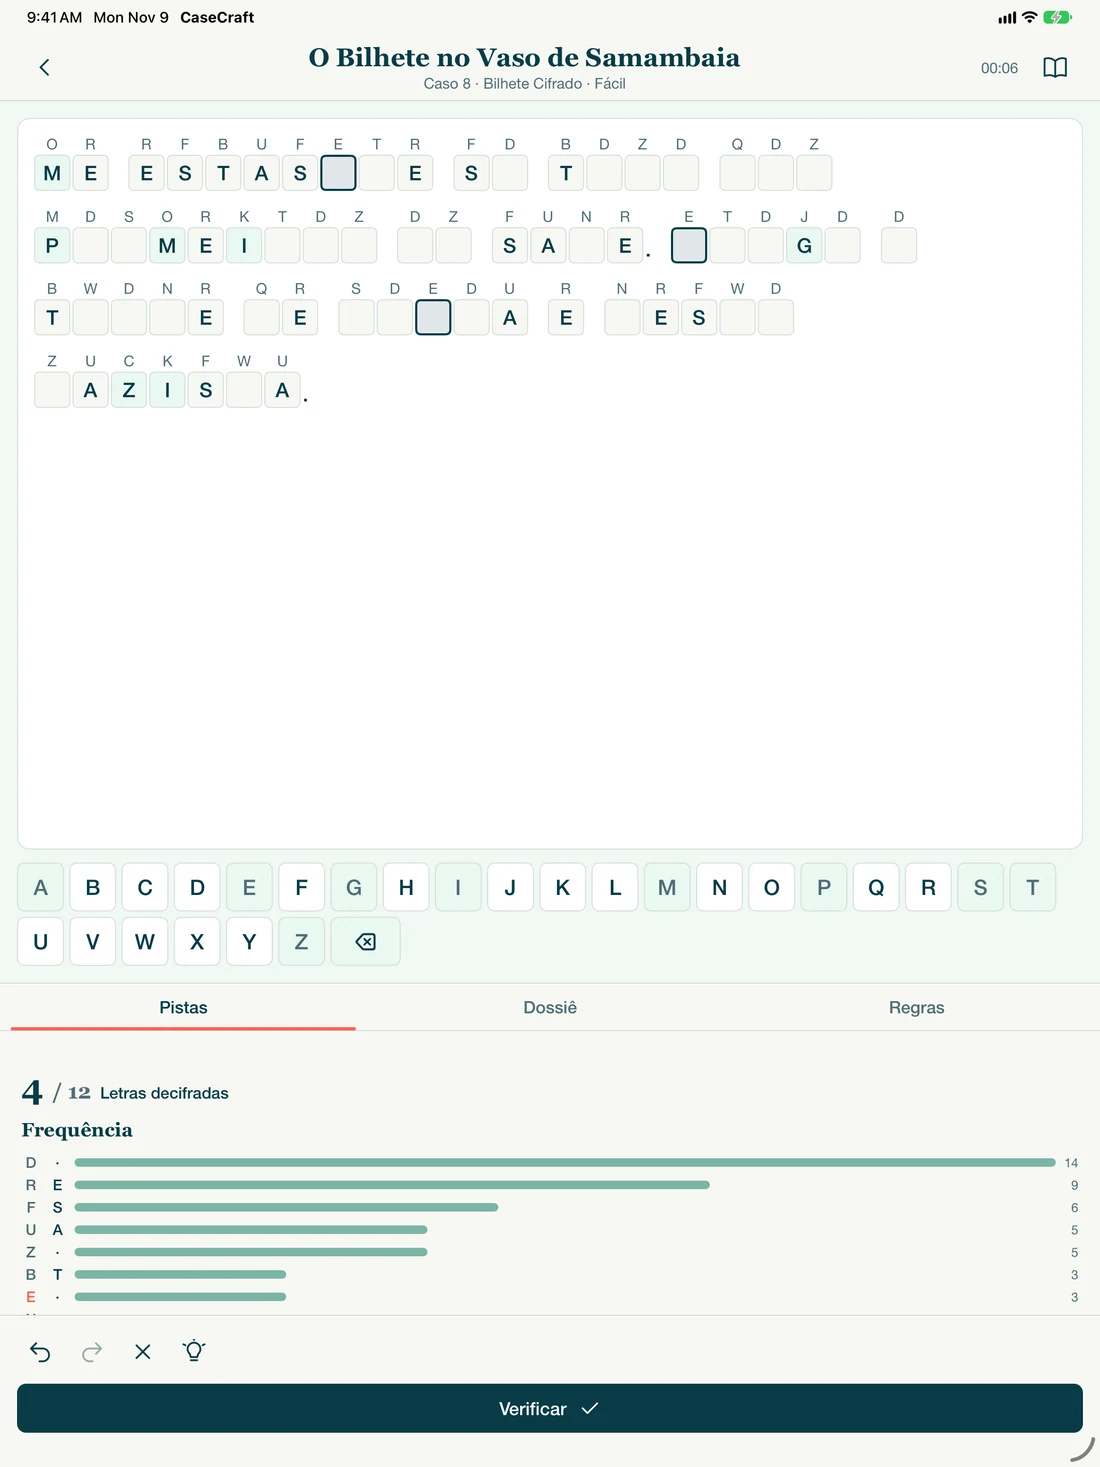 9:41 AM Mon Nov 9 CaseCraft
O Bilhete no Vaso de Samambaia
Caso 8 · Bilhete Cifrado · Fácil
00:06
O R R F B U F E T R F D B D Z D Q D Z
M E E S T A S E S T
M D S O R K T D Z D Z F U N R E T D J D D
P M E I S A E . G
B W D N R Q R S D E D U R N R F W D
T E E A E E S
Z U C K F W U
A Z I S A .
A B C D E F G H I J K L M N O P Q R S T
U V W X Y Z
Pistas Dossiê Regras
4 / 12 Letras decifradas
Frequência
D · 14
R E 9
F S 6
U A 5
Z · 5
B T 3
E · 3
Verificar